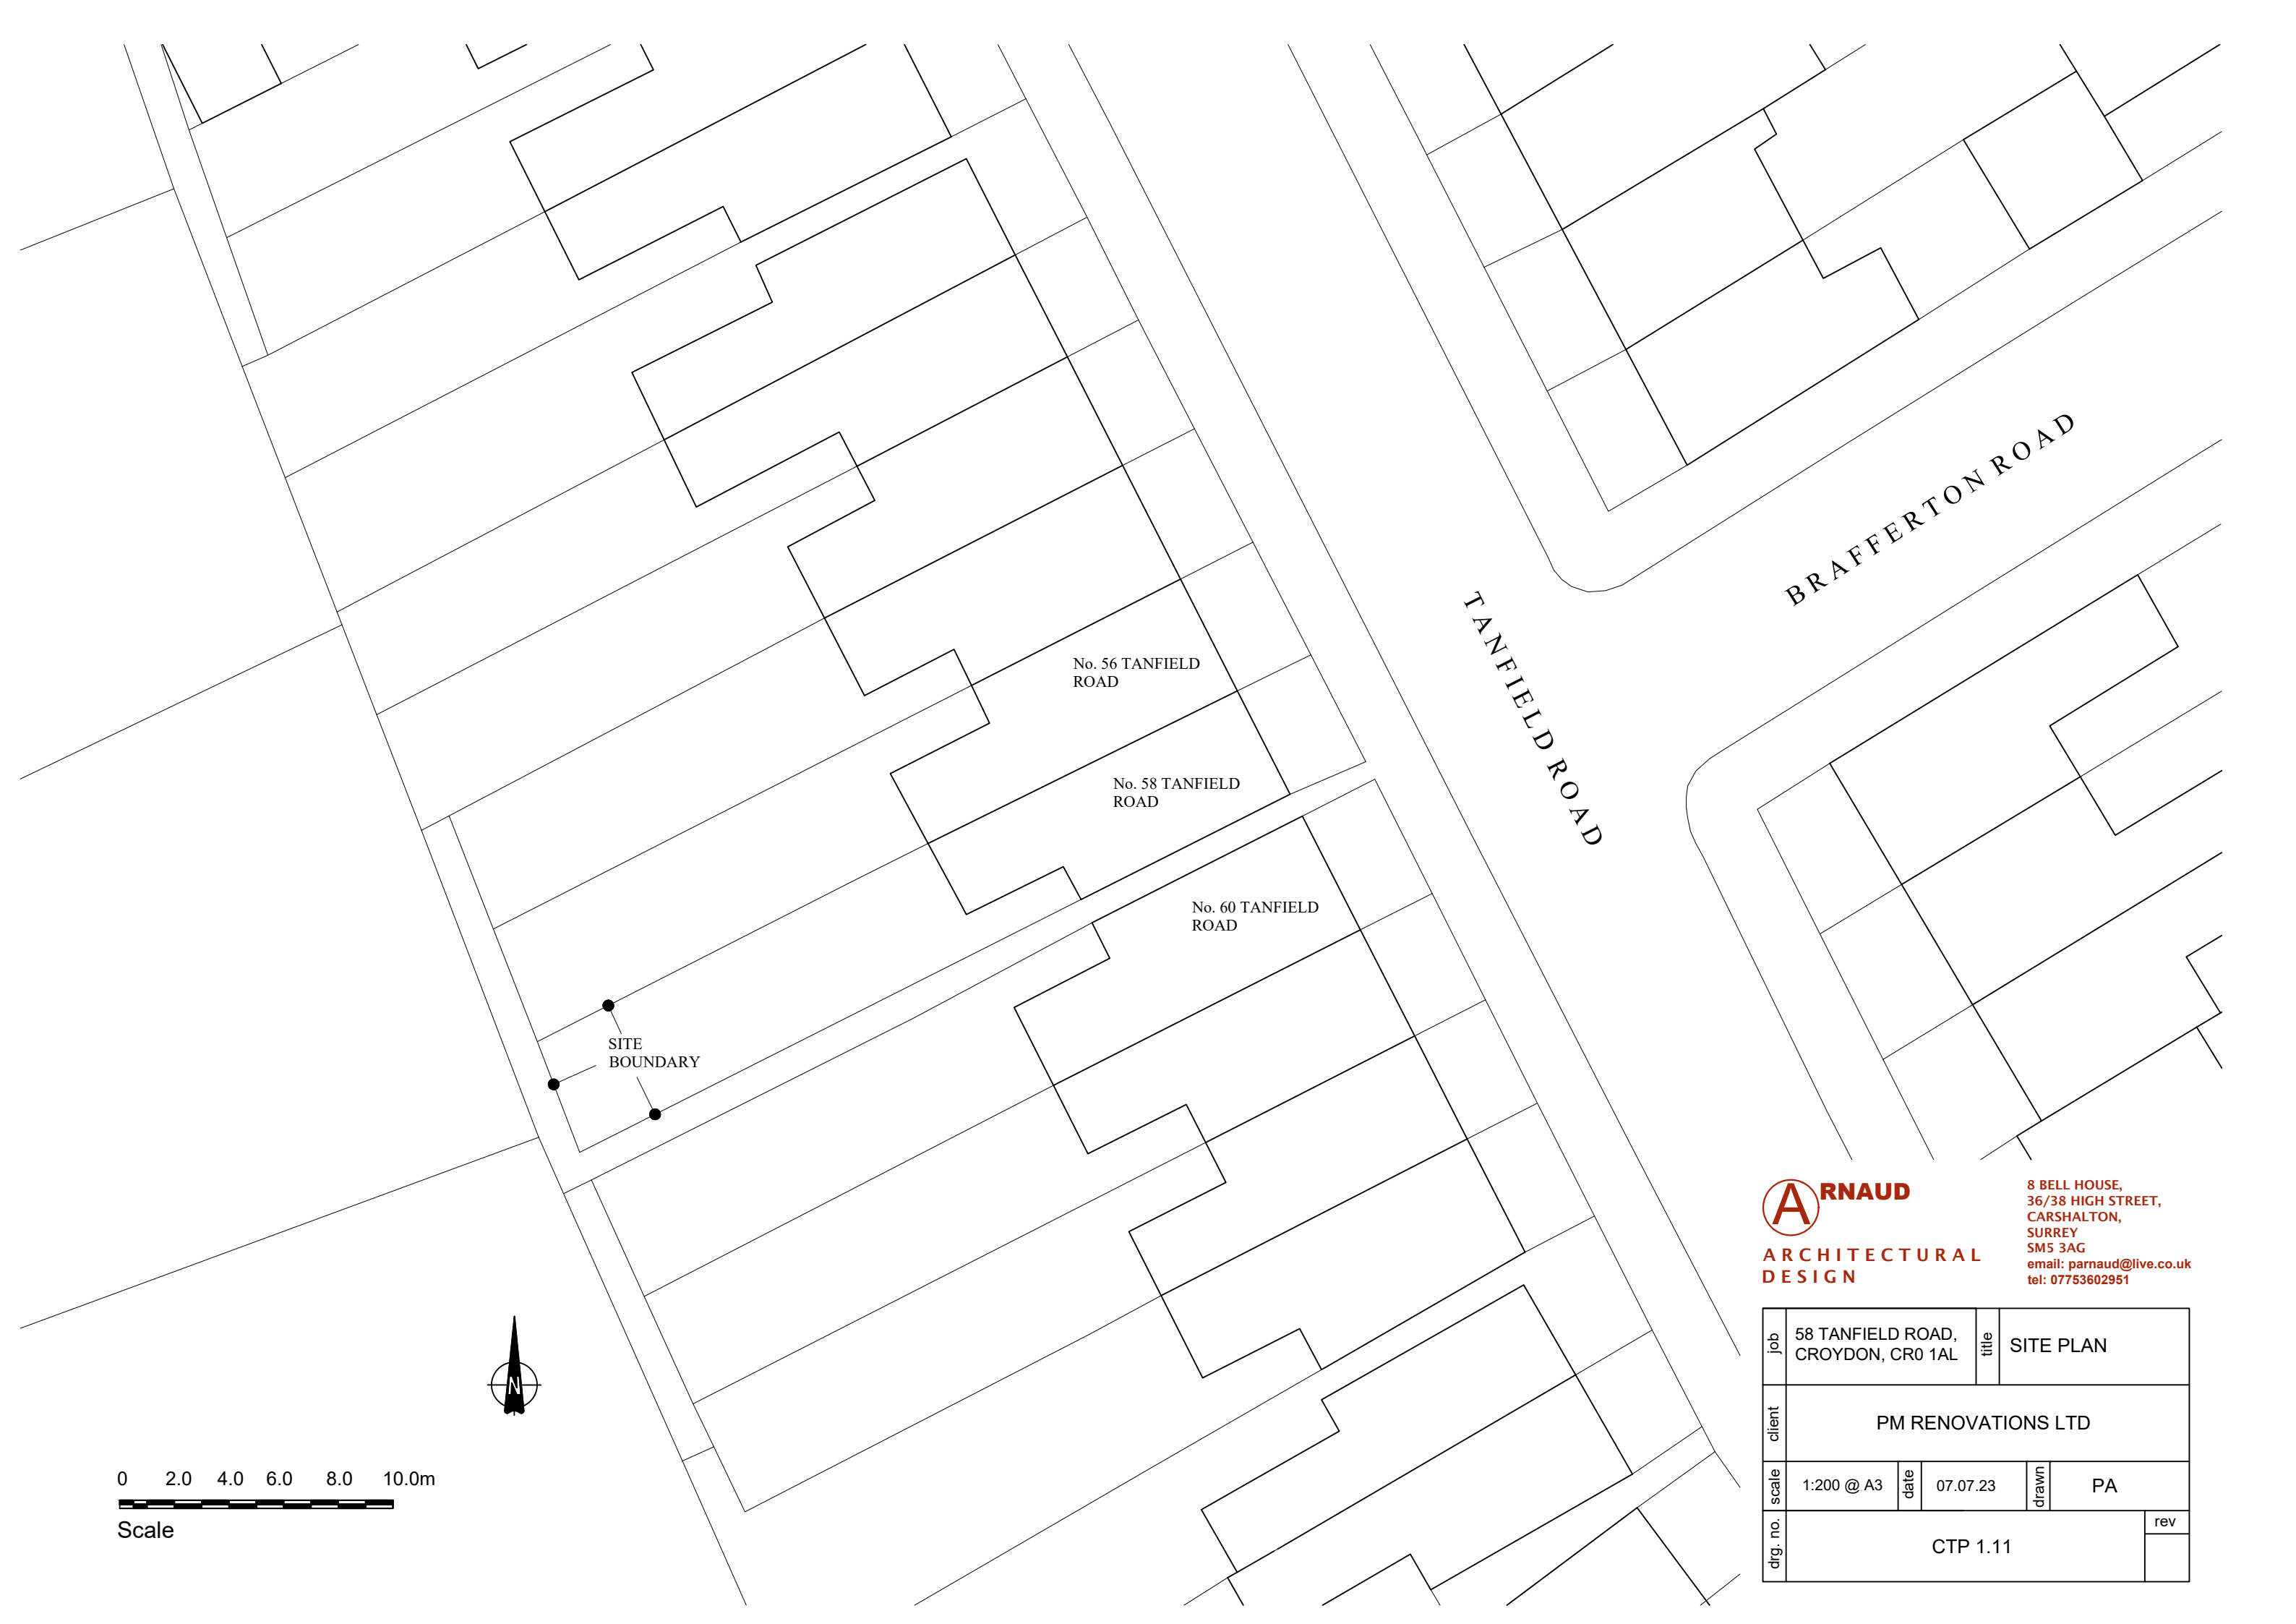 BRAFFERTON ROAD
TANFIELD ROAD
No. 56 TANFIELD
ROAD
No. 58 TANFIELD
ROAD
No. 60 TANFIELD
ROAD
SITE
BOUNDARY
N
0 2.0 4.0 6.0 8.0 10.0m
Scale
ARNAUD
ARCHITECTURAL
DESIGN
8 BELL HOUSE,
36/38 HIGH STREET,
CARSHALTON,
SURREY
SM5 3AG
email: parnaud@live.co.uk
tel: 07753602951
job
58 TANFIELD ROAD,
CROYDON, CR0 1AL
title
SITE PLAN
client
PM RENOVATIONS LTD
scale
1:200 @ A3
date
07.07.23
drawn
PA
drg. no.
CTP 1.11
rev